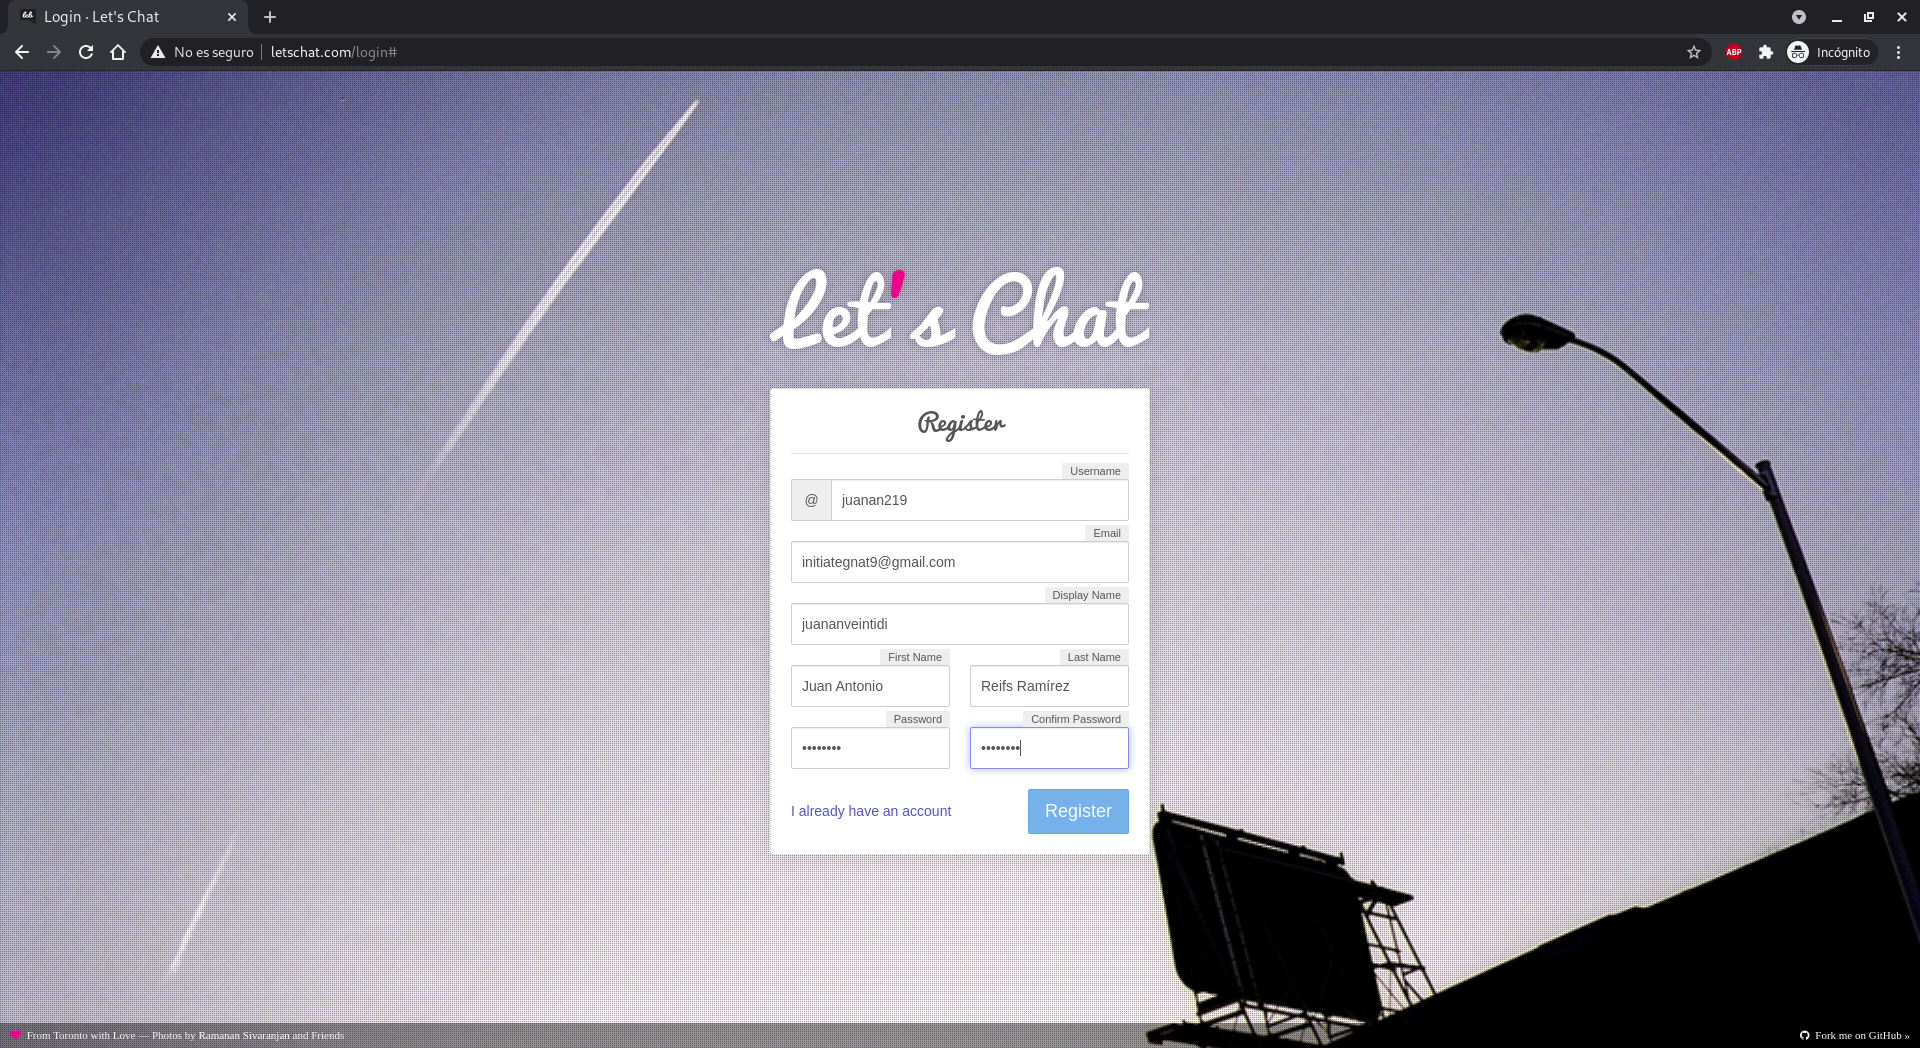 Login · Let's Chat
No es seguro
letschat.com/login#
ABP
Incógnito
Let's Chat
Register
Username
@
juanan219
Email
initiategnat9@gmail.com
Display Name
juananveintidi
First Name
Last Name
Juan Antonio
Reifs Ramírez
Password
Confirm Password
••••••••
••••••••
I already have an account
Register
From Toronto with Love — Photos by Ramanan Sivaranjan and Friends
Fork me on GitHub »